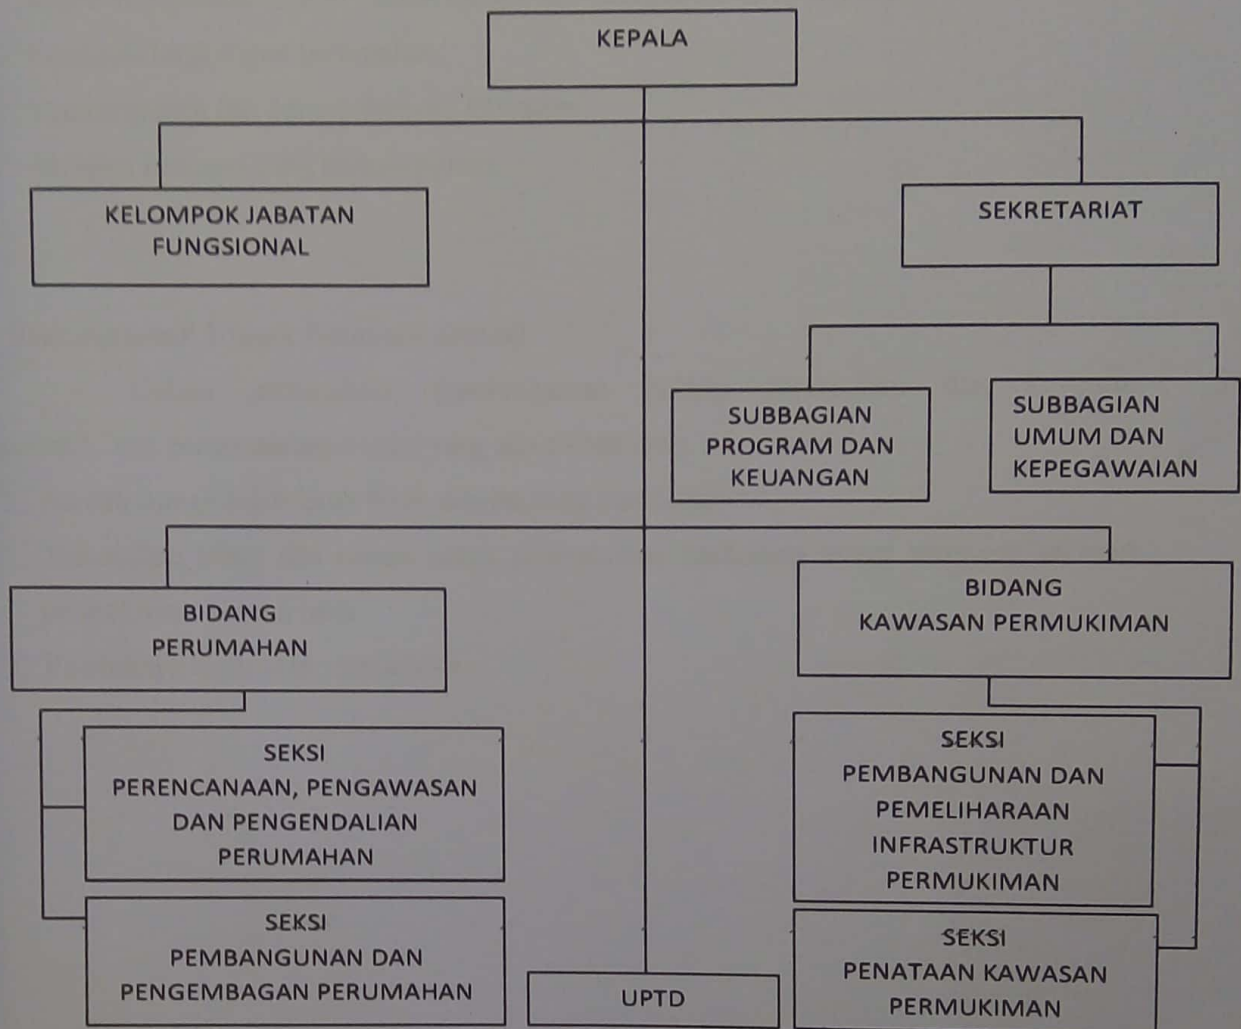 KEPALA
KELOMPOK JABATAN
FUNGSIONAL
SEKRETARIAT
SUBBAGIAN
PROGRAM DAN
KEUANGAN
SUBBAGIAN
UMUM DAN
KEPEGAWAIAN
BIDANG
PERUMAHAN
BIDANG
KAWASAN PERMUKIMAN
SEKSI
PERENCANAAN, PENGAWASAN
DAN PENGENDALIAN
PERUMAHAN
SEKSI
PEMBANGUNAN DAN
PENGEMBAGAN PERUMAHAN
SEKSI
PEMBANGUNAN DAN
PEMELIHARAAN
INFRASTRUKTUR
PERMUKIMAN
SEKSI
PENATAAN KAWASAN
PERMUKIMAN
UPTD